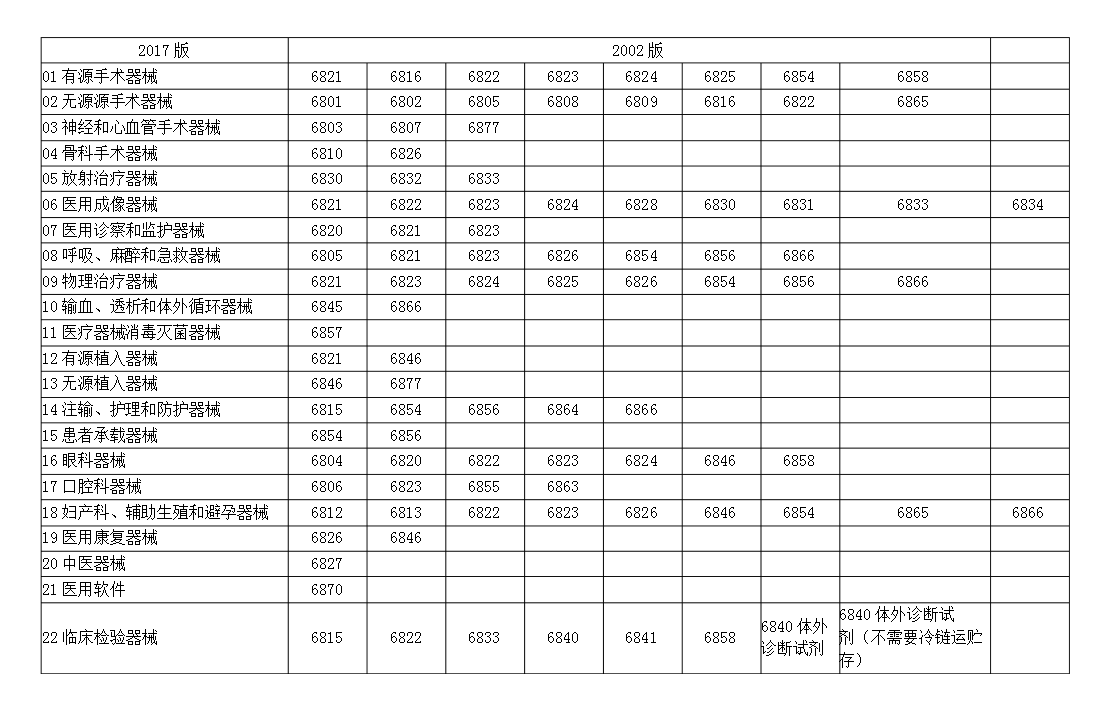 2017 版 2002 版
01 有源手术器械 6821 6816 6822 6823 6824 6825 6854 6858
02 无源源手术器械 6801 6802 6805 6808 6809 6816 6822 6865
03 神经和心血管手术器械 6803 6807 6877
04 骨科手术器械 6810 6826
05 放射治疗器械 6830 6832 6833
06 医用成像器械 6821 6822 6823 6824 6828 6830 6831 6833 6834
07 医用诊察和监护器械 6820 6821 6823
08 呼吸、麻醉和急救器械 6805 6821 6823 6826 6854 6856 6866
09 物理治疗器械 6821 6823 6824 6825 6826 6854 6856 6866
10 输血、透析和体外循环器械 6845 6866
11 医疗器械消毒灭菌器械 6857
12 有源植入器械 6821 6846
13 无源植入器械 6846 6877
14 注输、护理和防护器械 6815 6854 6856 6864 6866
15 患者承载器械 6854 6856
16 眼科器械 6804 6820 6822 6823 6824 6846 6858
17 口腔科器械 6806 6823 6855 6863
18 妇产科、辅助生殖和避孕器械 6812 6813 6822 6823 6826 6846 6854 6865 6866
19 医用康复器械 6826 6846
20 中医器械 6827
21 医用软件 6870
22 临床检验器械 6815 6822 6833 6840 6841 6858
6840 体外
诊断试剂
6840 体外诊断试
剂（不需要冷链运贮
存）